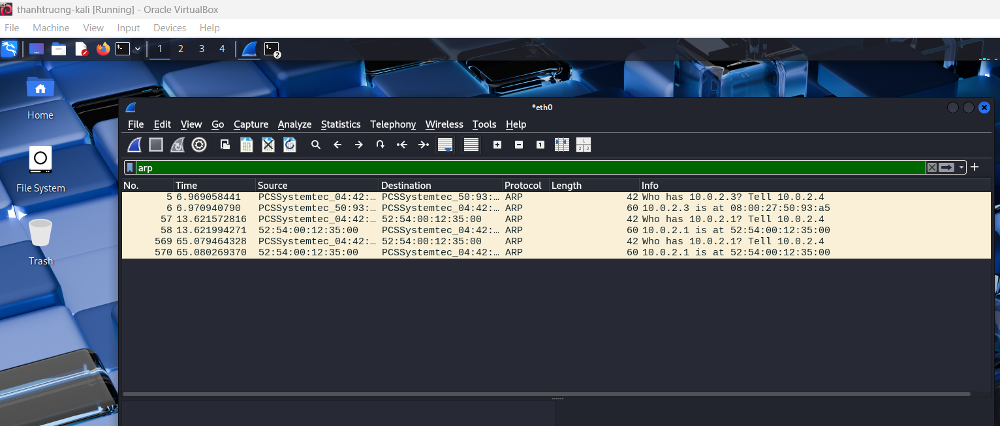 thanhtruong-kali [Running] - Oracle VirtualBox
File Machine View Input Devices Help
1 2 3 4 2
*eth0
Home
File System
Trash
File Edit View Go Capture Analyze Statistics Telephony Wireless Tools Help
arp
No. Time Source Destination Protocol Length Info
5 6.969058441 PCSSystemtec_04:42:… PCSSystemtec_50:93:… ARP 42 Who has 10.0.2.3? Tell 10.0.2.4
6 6.970940790 PCSSystemtec_50:93:… PCSSystemtec_04:42:… ARP 60 10.0.2.3 is at 08:00:27:50:93:a5
57 13.621572816 PCSSystemtec_04:42:… 52:54:00:12:35:00 ARP 42 Who has 10.0.2.1? Tell 10.0.2.4
58 13.621994271 52:54:00:12:35:00 PCSSystemtec_04:42:… ARP 60 10.0.2.1 is at 52:54:00:12:35:00
569 65.079464328 PCSSystemtec_04:42:… 52:54:00:12:35:00 ARP 42 Who has 10.0.2.1? Tell 10.0.2.4
570 65.080269370 52:54:00:12:35:00 PCSSystemtec_04:42:… ARP 60 10.0.2.1 is at 52:54:00:12:35:00